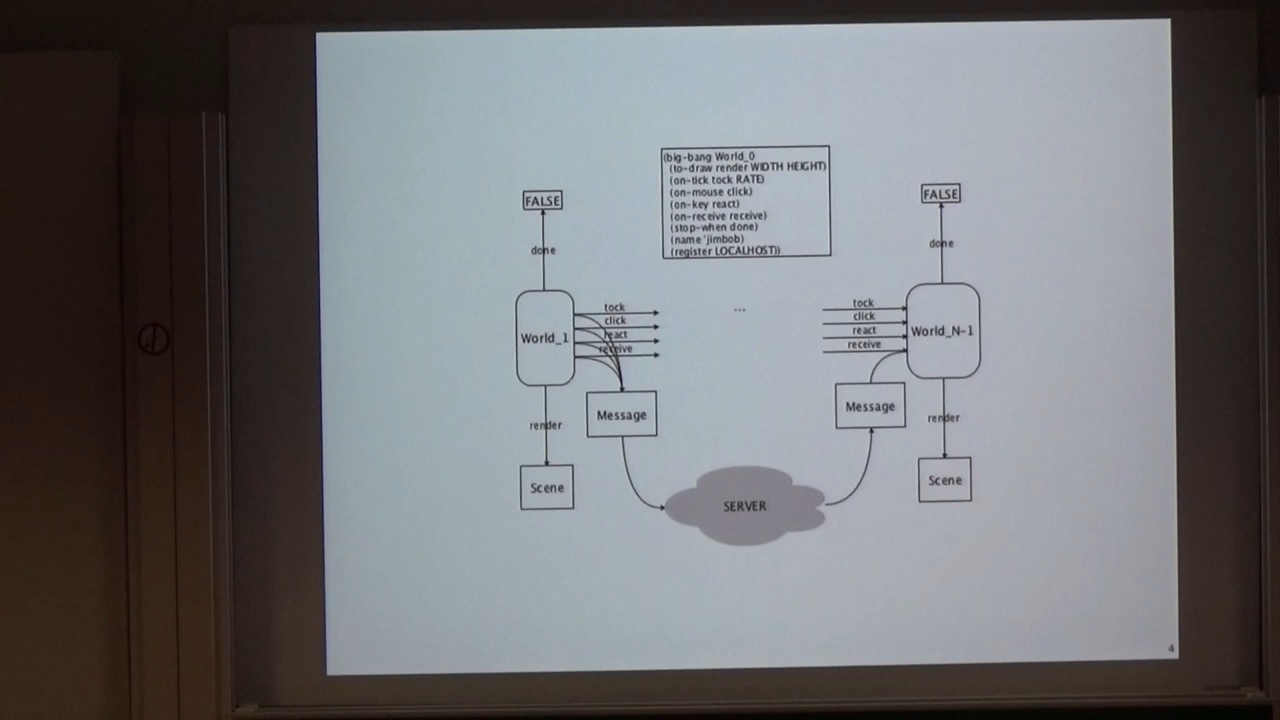 (big-bang World_0
(to-draw render WIDTH HEIGHT)
(on-tick tock RATE)
(on-mouse click)
(on-key react)
(on-receive receive)
(stop-when done)
(name 'jimbob)
(register LOCALHOST))
FALSE
FALSE
done
done
tock
click
react
receive
...
tock
click
react
receive
World_1
World_N-1
Message
Message
render
render
Scene
Scene
SERVER
4